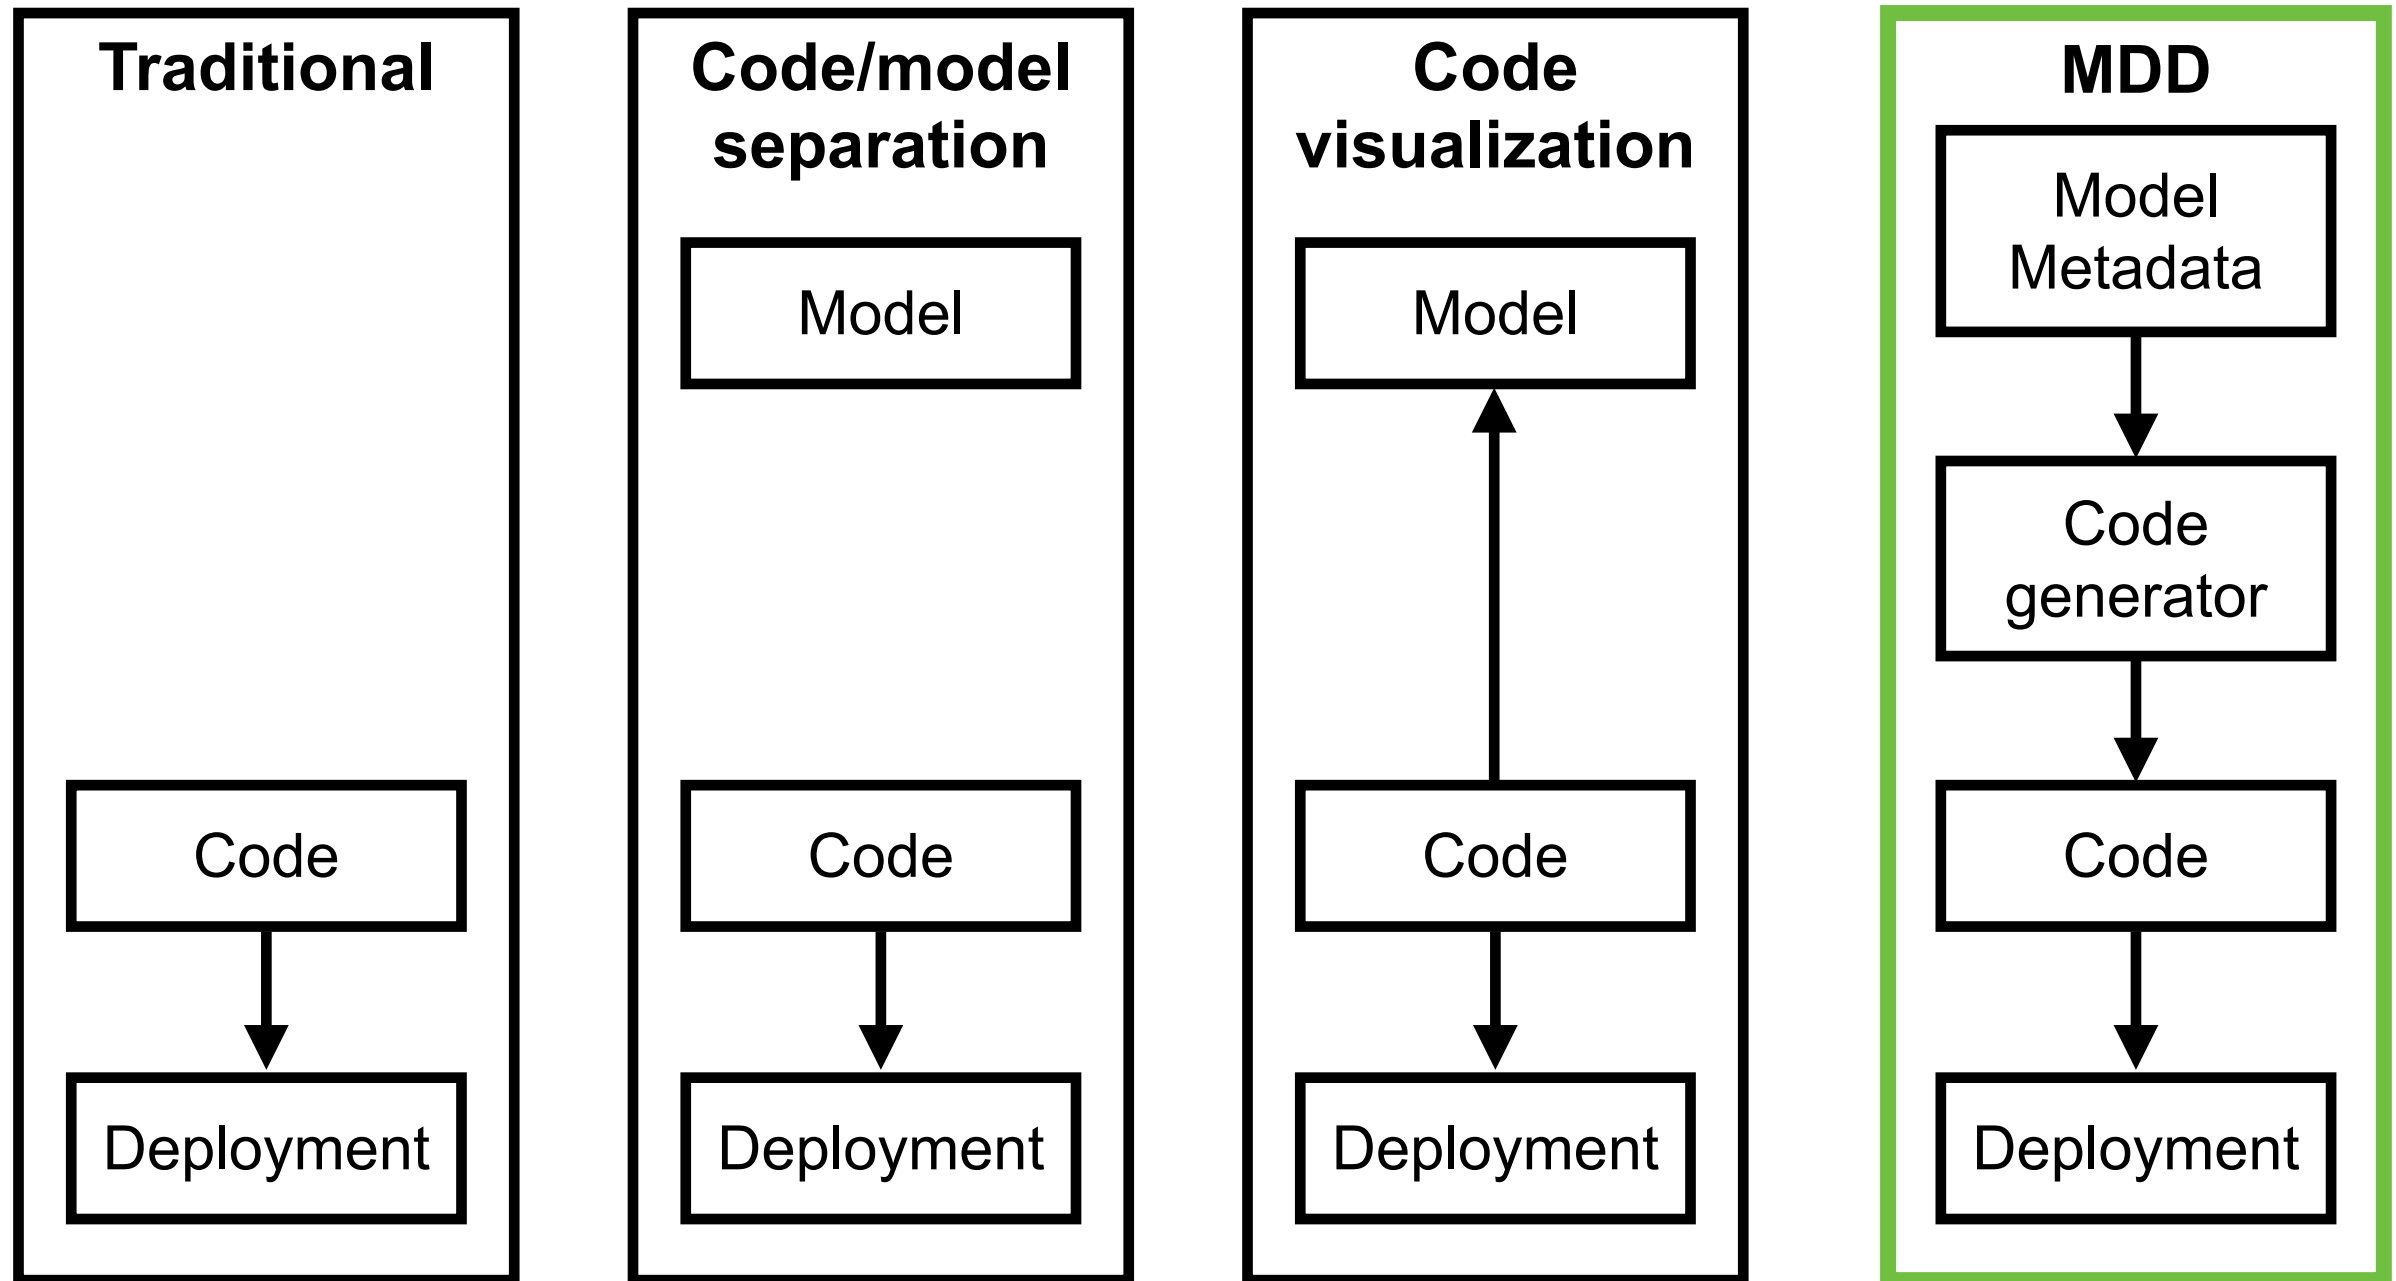 Traditional
Code
Deployment
Code/model
separation
Model
Code
Deployment
Code
visualization
Model
Code
Deployment
MDD
Model
Metadata
Code
generator
Code
Deployment